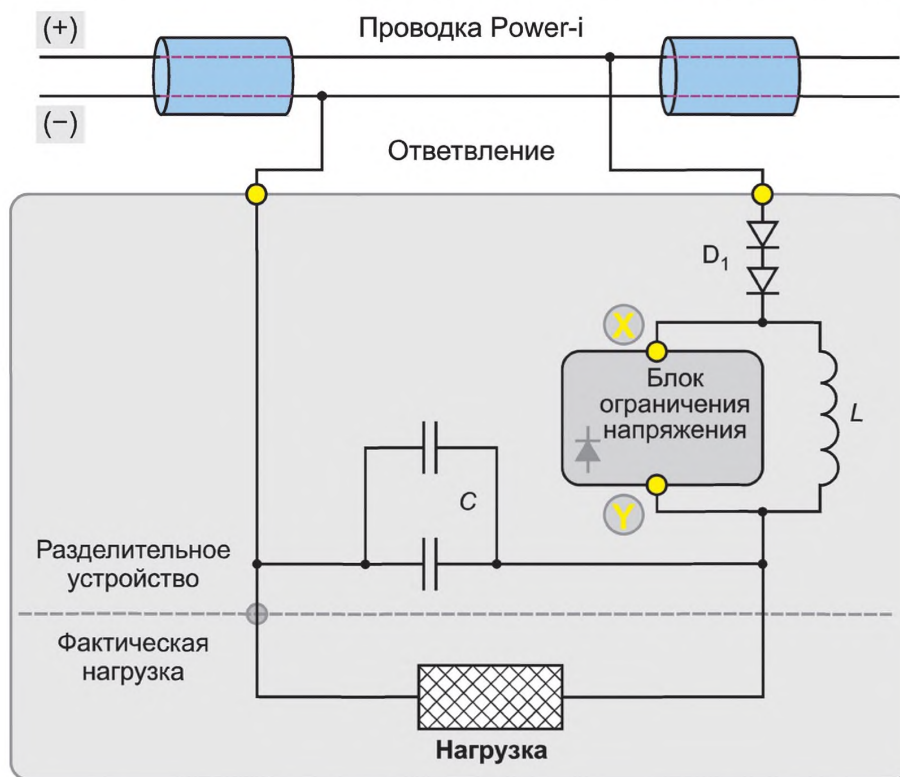 (+)
Проводка Power-i
(−)
Ответвление
D₁
X
Блок
ограничения
напряжения
L
C
Y
Разделительное
устройство
Фактическая
нагрузка
Нагрузка